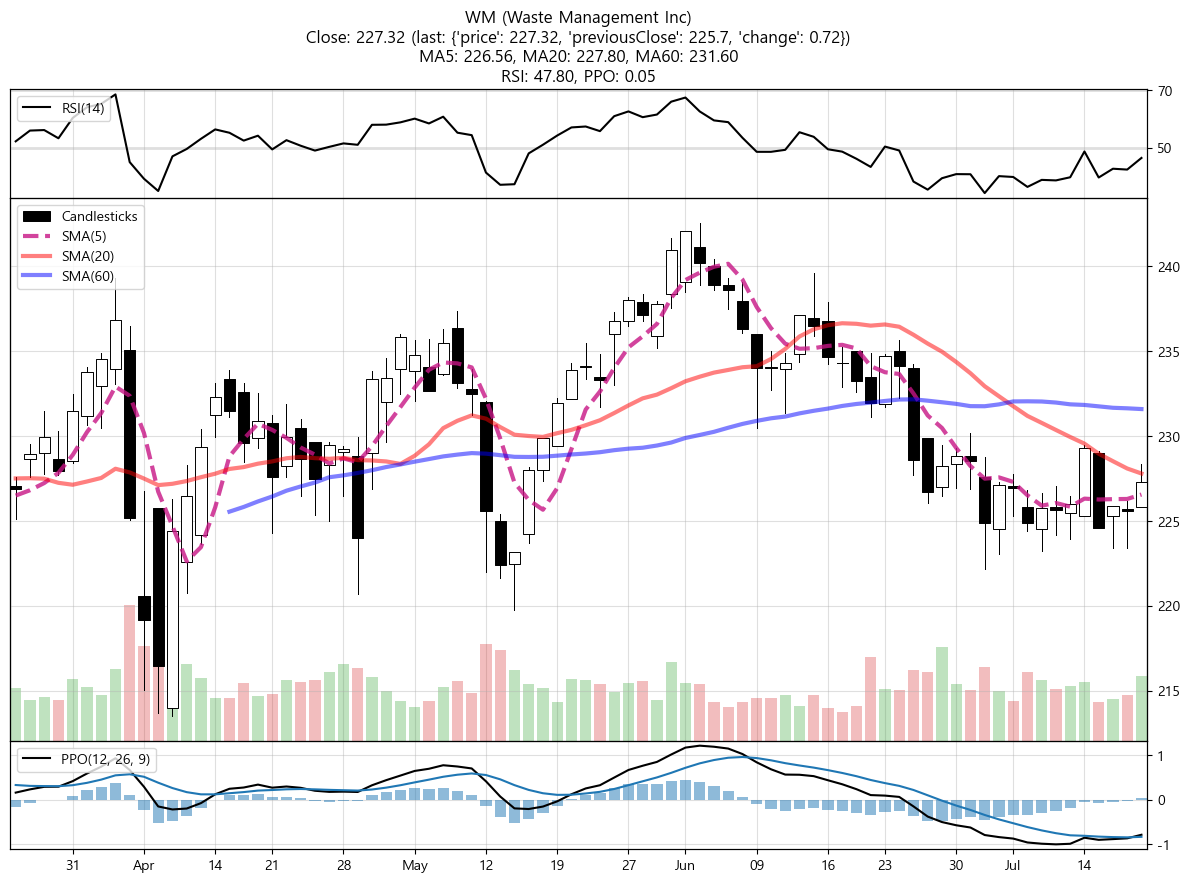 WM (Waste Management Inc)
Close: 227.32 (last: {'price': 227.32, 'previousClose': 225.7, 'change': 0.72})
MA5: 226.56, MA20: 227.80, MA60: 231.60
RSI: 47.80, PPO: 0.05
RSI(14)
70
50
Candlesticks
SMA(5)
SMA(20)
SMA(60)
240
235
230
225
220
215
PPO(12, 26, 9)
1
0
-1
31 Apr 14 21 28 May 12 19 27 Jun 09 16 23 30 Jul 14